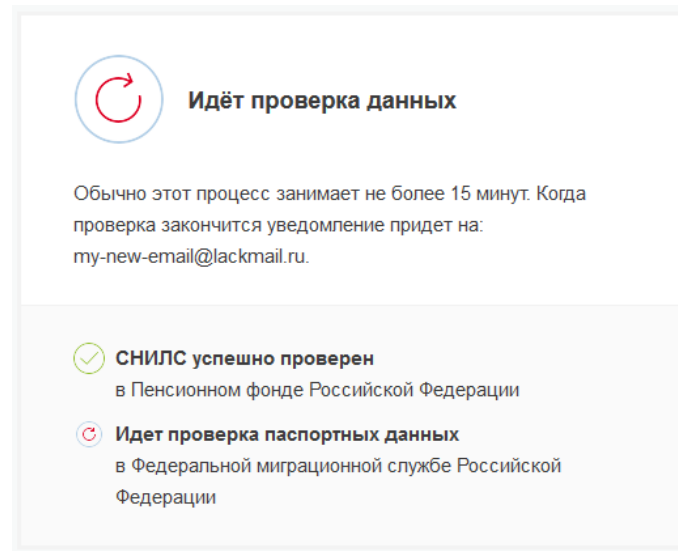 Идёт проверка данных
Обычно этот процесс занимает не более 15 минут. Когда
проверка закончится уведомление придет на:
my-new-email@lackmail.ru.
СНИЛС успешно проверен
в Пенсионном фонде Российской Федерации
Идет проверка паспортных данных
в Федеральной миграционной службе Российской
Федерации